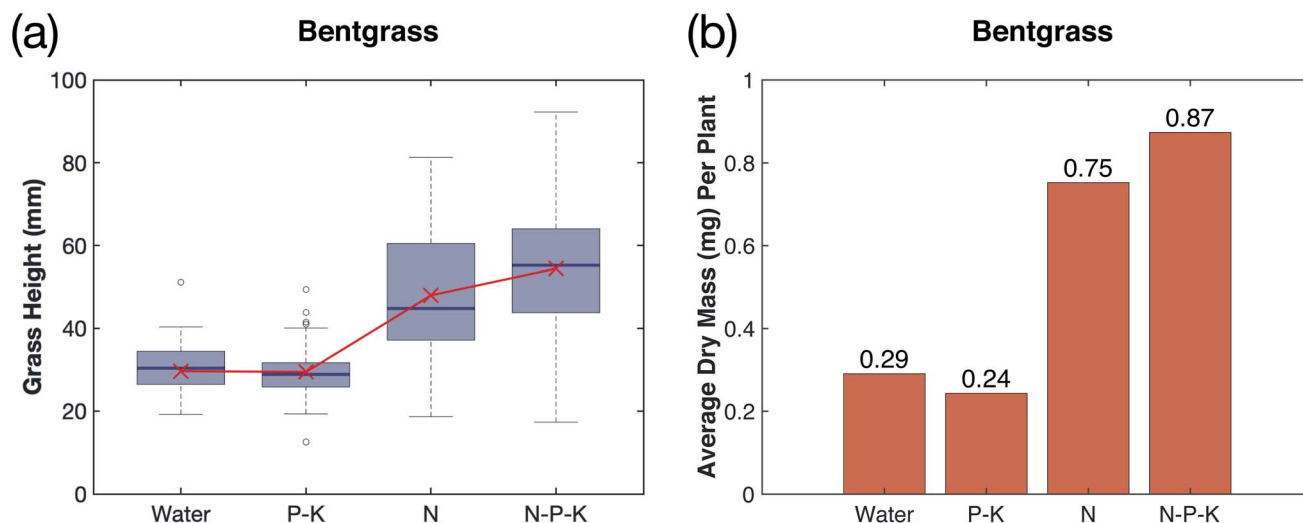 (a)
Bentgrass
Grass Height (mm)
100
80
60
40
20
0
Water P-K N N-P-K
(b)
Bentgrass
Average Dry Mass (mg) Per Plant
1
0.8
0.6
0.4
0.2
0
0.29
0.24
0.75
0.87
Water P-K N N-P-K